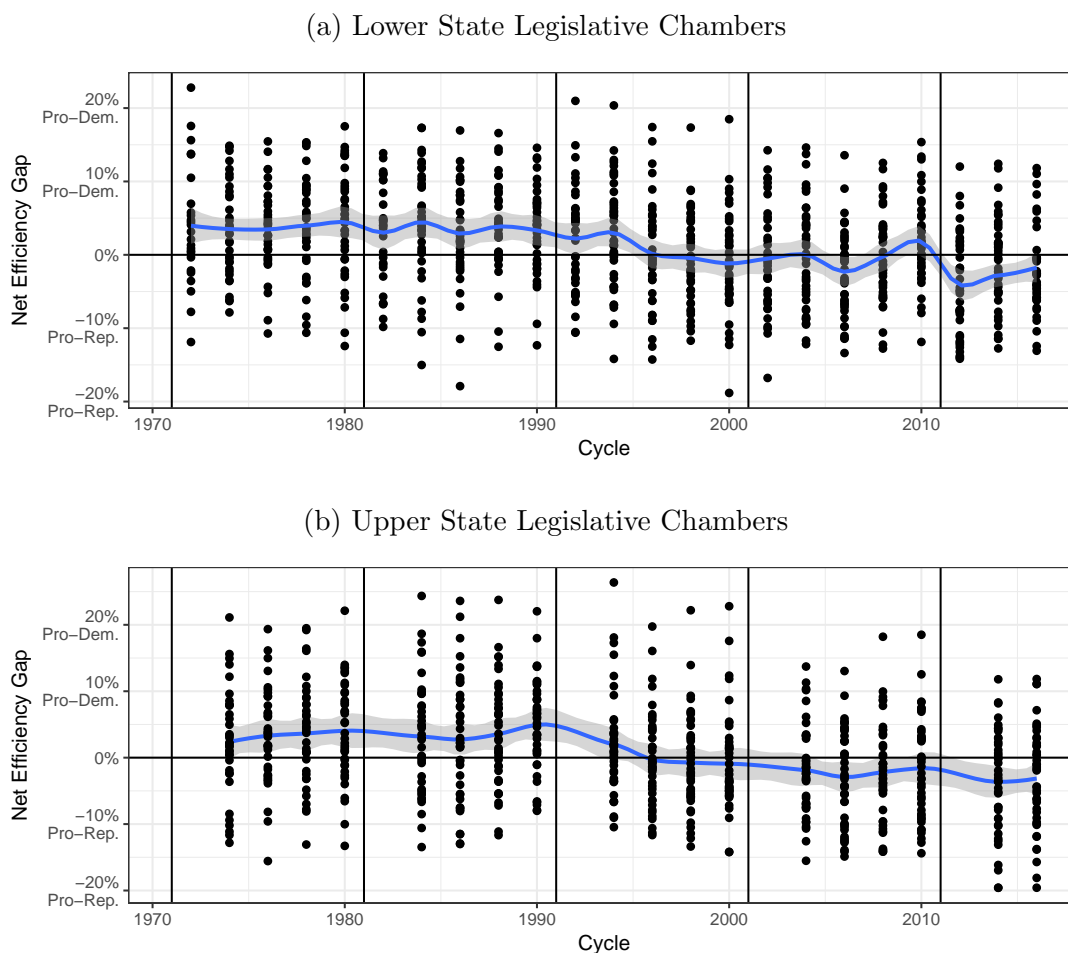 (a) Lower State Legislative Chambers
20%
Pro−Dem.
10%
Pro−Dem.
0%
−10%
Pro−Rep.
−20%
Pro−Rep.
Net Efficiency Gap
1970
1980
1990
2000
2010
Cycle
(b) Upper State Legislative Chambers
20%
Pro−Dem.
10%
Pro−Dem.
0%
−10%
Pro−Rep.
−20%
Pro−Rep.
Net Efficiency Gap
1970
1980
1990
2000
2010
Cycle